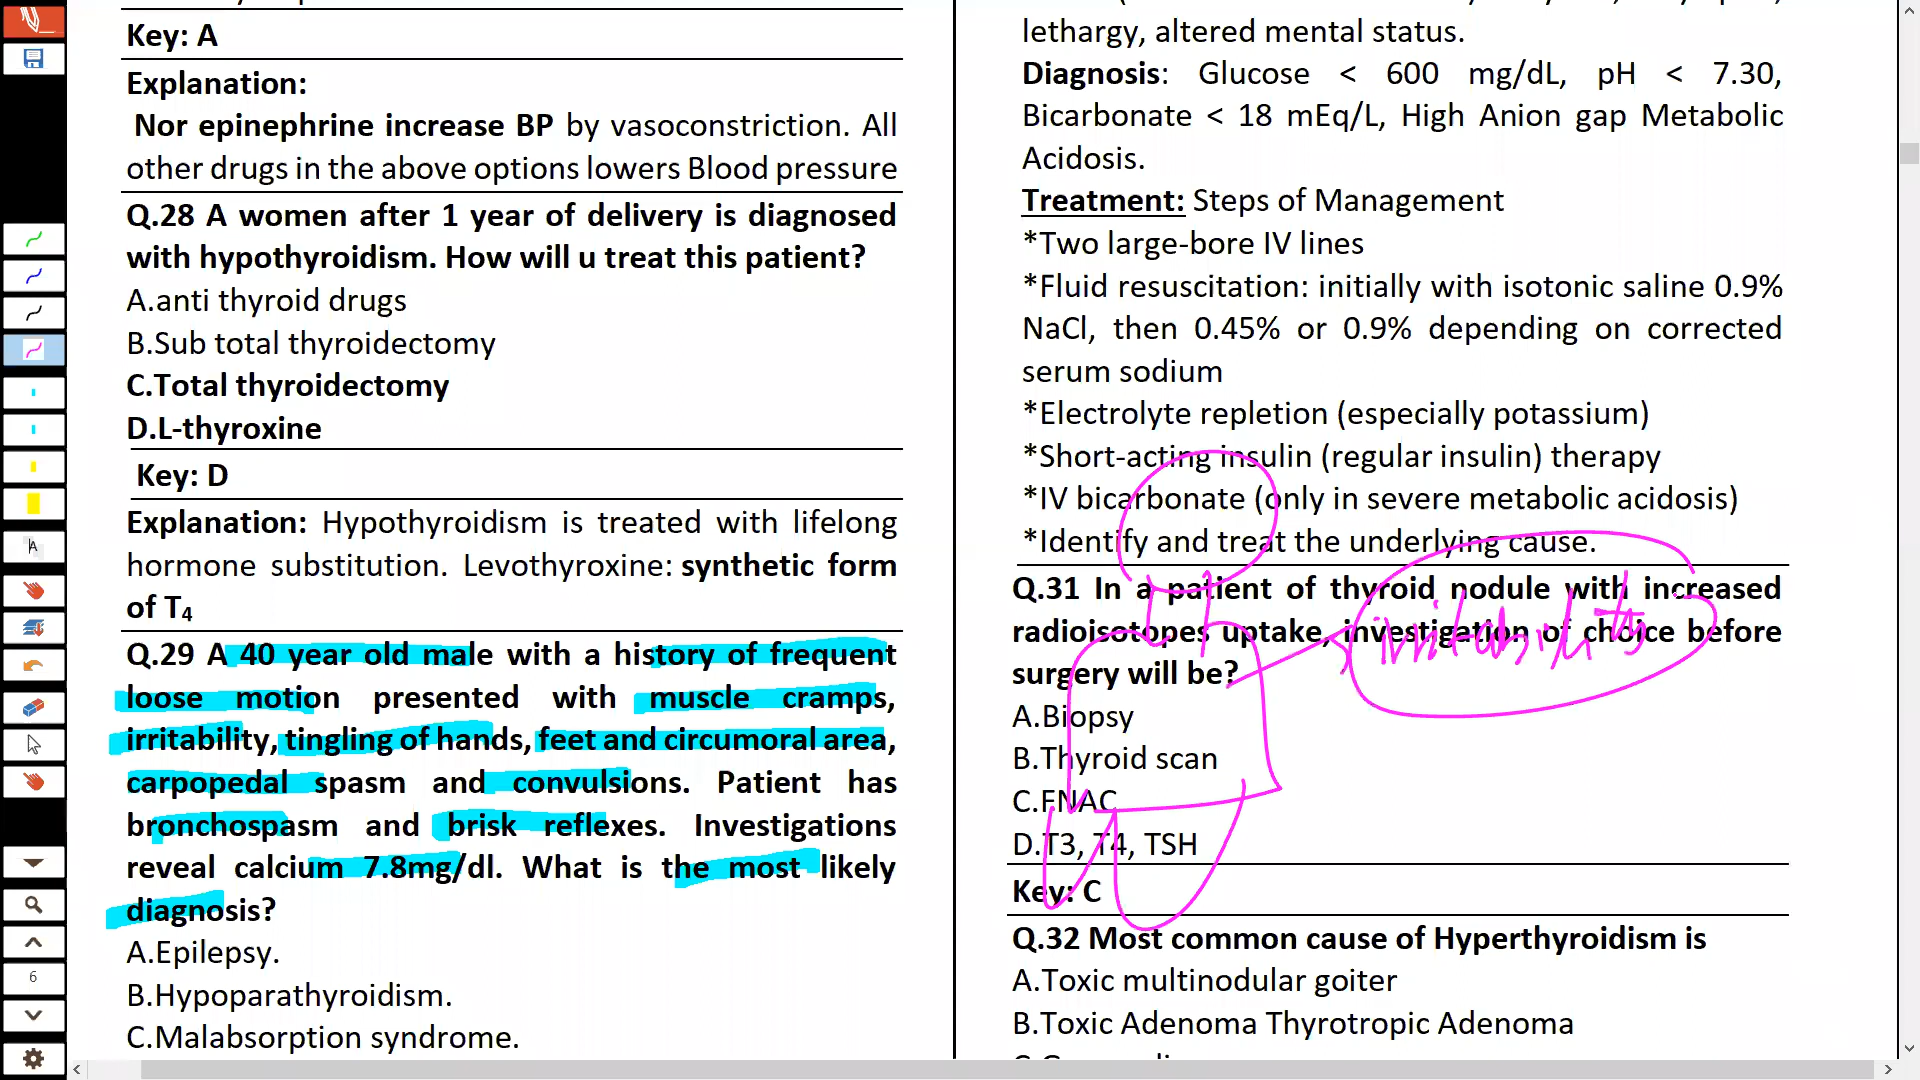 Key: A
Explanation:
Nor epinephrine increase BP by vasoconstriction. All
other drugs in the above options lowers Blood pressure
Q.28 A women after 1 year of delivery is diagnosed
with hypothyroidism. How will u treat this patient?
A.anti thyroid drugs
B.Sub total thyroidectomy
C.Total thyroidectomy
D.L-thyroxine
Key: D
Explanation: Hypothyroidism is treated with lifelong
hormone substitution. Levothyroxine: synthetic form
of T₄
Q.29 A 40 year old male with a history of frequent
loose motion presented with muscle cramps,
irritability, tingling of hands, feet and circumoral area,
carpopedal spasm and convulsions. Patient has
bronchospasm and brisk reflexes. Investigations
reveal calcium 7.8mg/dl. What is the most likely
diagnosis?
A.Epilepsy.
B.Hypoparathyroidism.
C.Malabsorption syndrome.
lethargy, altered mental status.
Diagnosis: Glucose < 600 mg/dL, pH < 7.30,
Bicarbonate < 18 mEq/L, High Anion gap Metabolic
Acidosis.
Treatment: Steps of Management
*Two large-bore IV lines
*Fluid resuscitation: initially with isotonic saline 0.9%
NaCl, then 0.45% or 0.9% depending on corrected
serum sodium
*Electrolyte repletion (especially potassium)
*Short-acting insulin (regular insulin) therapy
*IV bicarbonate (only in severe metabolic acidosis)
*Identify and treat the underlying cause.
Q.31 In a patient of thyroid nodule with increased
radioisotopes uptake, investigation of choice before
surgery will be?
irritability
A.Biopsy
B.Thyroid scan
C.FNAC
D.T3, T4, TSH
Key: C
Q.32 Most common cause of Hyperthyroidism is
A.Toxic multinodular goiter
B.Toxic Adenoma Thyrotropic Adenoma
A
6